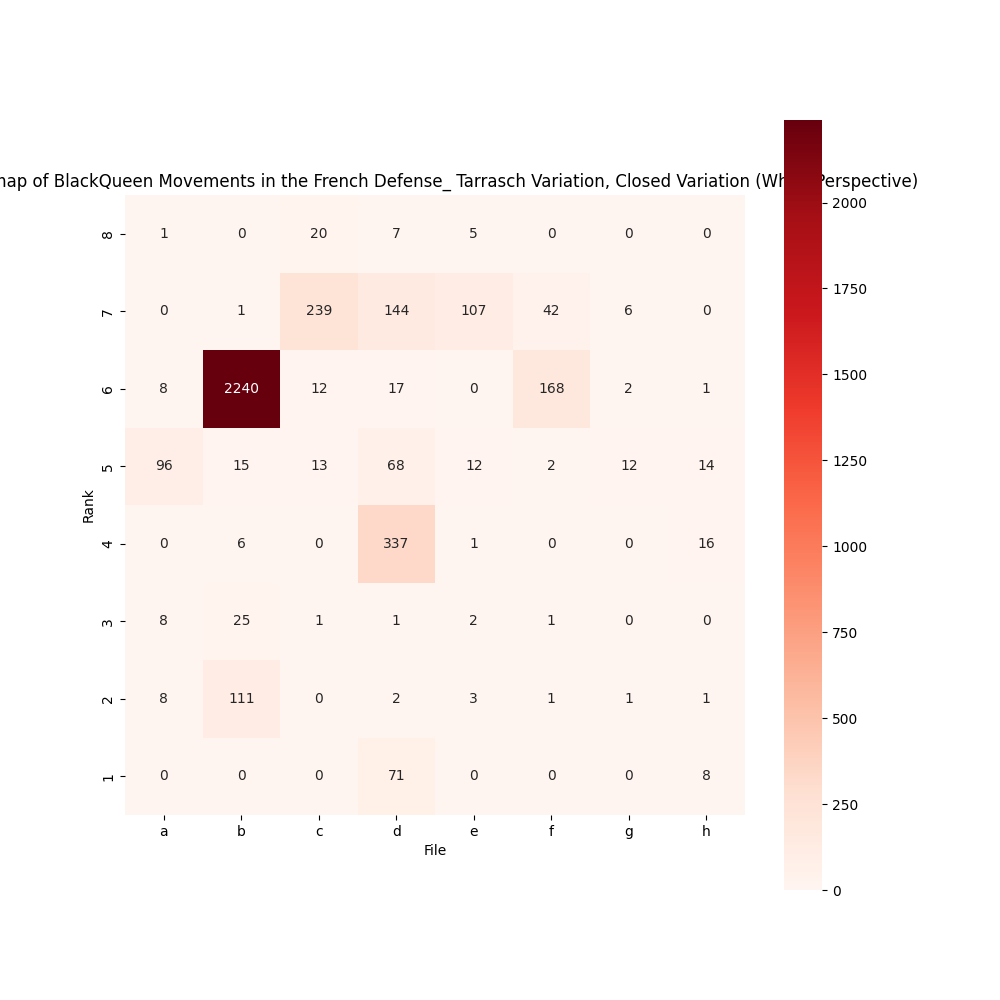 of BlackQueen Movements in the French Defense_ Tarrasch Variation, Closed Variation Perspective)
8 1 0 20 7 5 0 0 0
7 0 1 239 144 107 42 6 0
6 8 2240 12 17 0 168 2 1
5 96 15 13 68 12 2 12 14
4 0 6 0 337 1 0 0 16
3 8 25 1 1 2 1 0 0
2 8 111 0 2 3 1 1 1
1 0 0 0 71 0 0 0 8
a b c d e f g h
Rank
File
2000
1750
1500
1250
1000
750
500
250
0